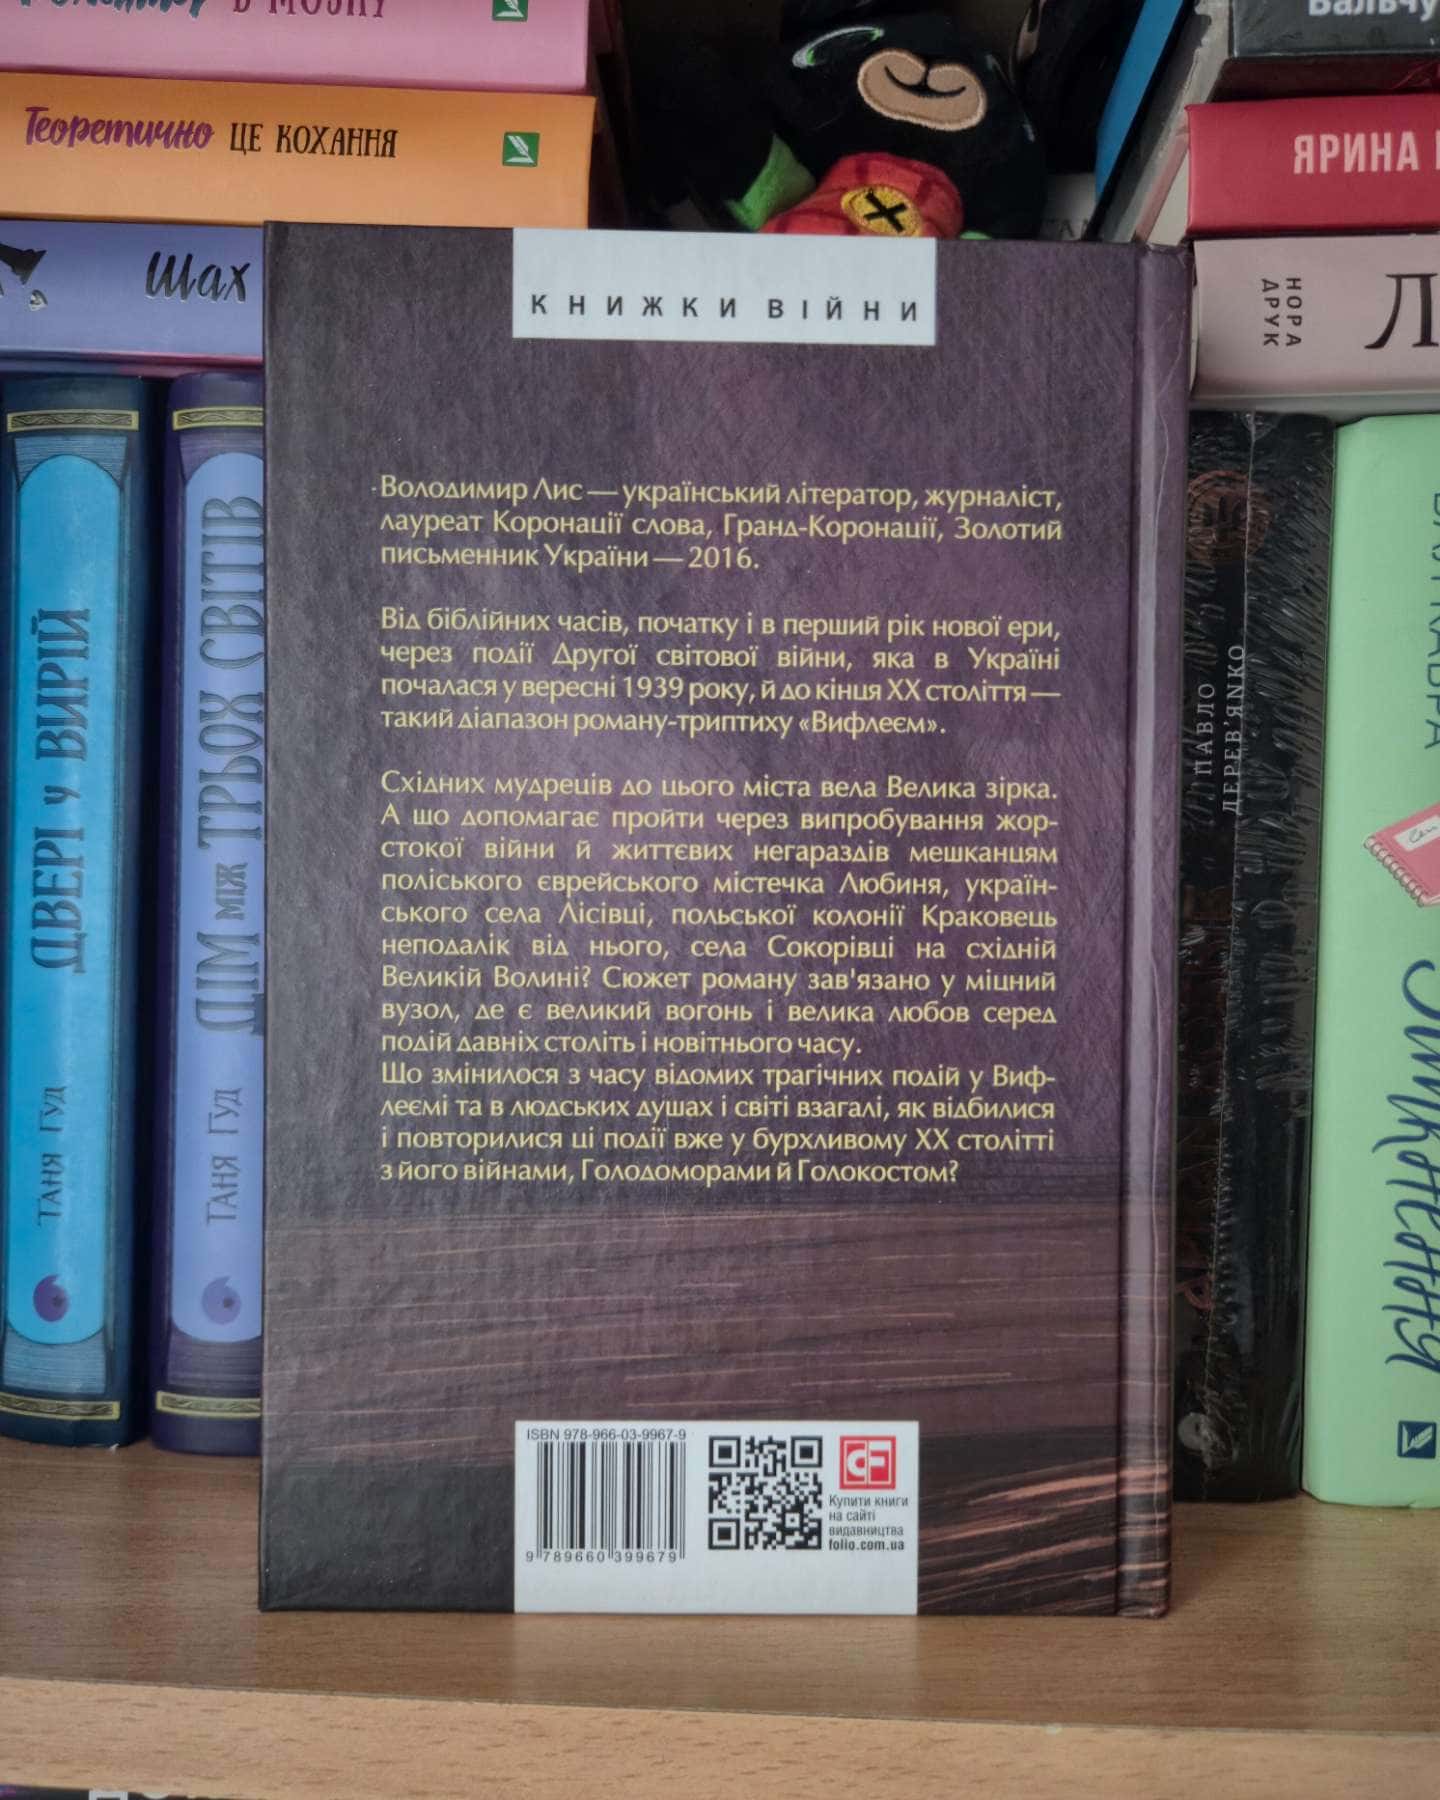 В МОЗКУ
Теоретично ЦЕ КОХАННЯ
Шах
ДВЕРІ у ВИРІЙ
ТАНЯ ГУД
ДІМ між ТРЬОХ СВІТІВ
ТАНЯ ГУД
КНИЖКИ ВІЙНИ
Володимир Лис — український літератор, журналіст,
лауреат Коронації слова, Гранд-Коронації, Золотий
письменник України — 2016.
Від біблійних часів, початку і в перший рік нової ери,
через події Другої світової війни, яка в Україні
почалася у вересні 1939 року, й до кінця ХХ століття —
такий діапазон роману-триптиху «Вифлеєм».
Східних мудреців до цього міста вела Велика зірка.
А що допомагає пройти через випробування жор-
стокої війни й життєвих негараздів мешканцям
поліського єврейського містечка Любиня, україн-
ського села Лісівці, польської колонії Краковець
неподалік від нього, села Сокорівці на східній
Великій Волині? Сюжет роману зав'язано у міцний
вузол, де є великий вогонь і велика любов серед
подій давніх століть і новітнього часу.
Що змінилося з часу відомих трагічних подій у Виф-
леємі та в людських душах і світі взагалі, як відбилися
і повторилися ці події вже у бурхливому ХХ столітті
з його війнами, Голодоморами й Голокостом?
ISBN 978-966-03-9967-9
9 789660 399679
CF
Купити книги
на сайті
видавництва
folio.com.ua
ЯРИНА
НОРА
ДРУК
Л
ПАВЛО
ДЕРЕВ'ЯНКО